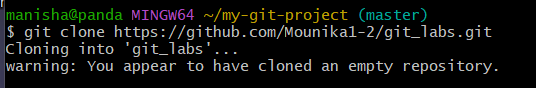 manisha@panda MINGW64 ~/my-git-project (master)
$ git clone https://github.com/Mounika1-2/git_labs.git
Cloning into 'git_labs'...
warning: You appear to have cloned an empty repository.